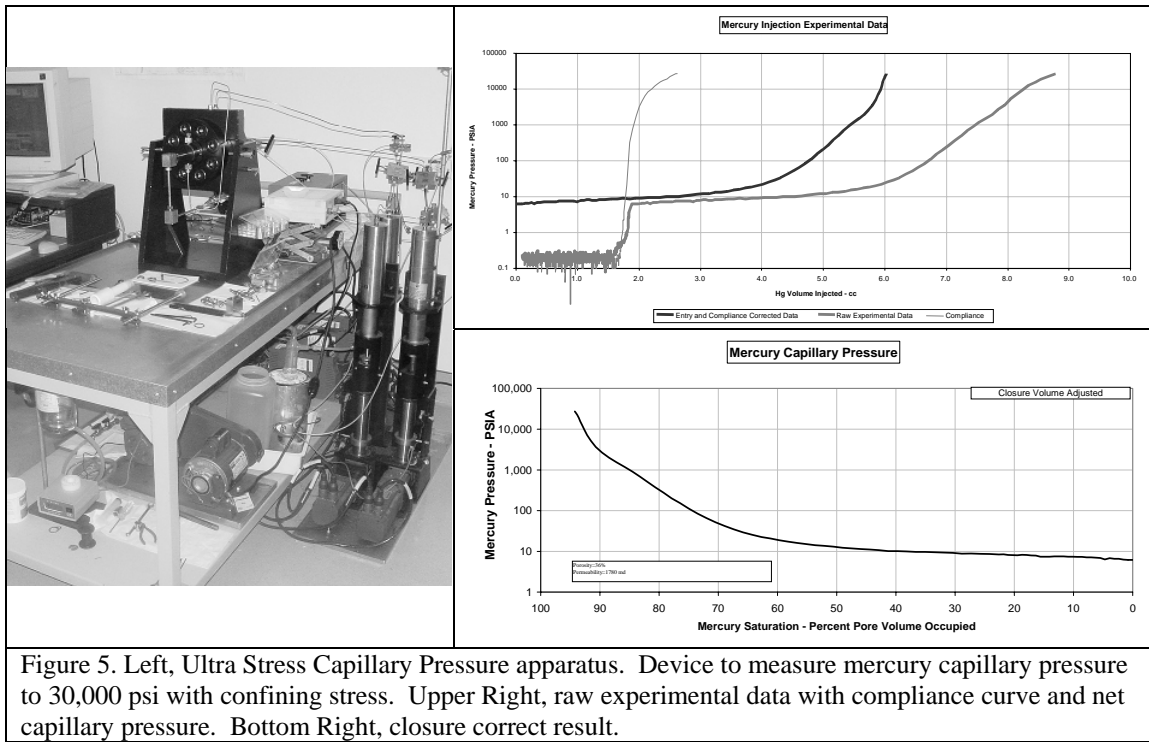 Mercury Injection Experimental Data
100000
10000
1000
100
10
1
0.1
Mercury Pressure - PSIA
0.0 1.0 2.0 3.0 4.0 5.0 6.0 7.0 8.0 9.0 10.0
Hg Volume Injected - cc
Entry and Compliance Corrected Data Raw Experimental Data Compliance
Mercury Capillary Pressure
Closure Volume Adjusted
100,000
10,000
1,000
100
10
1
Mercury Pressure - PSIA
Porosity:36%
Permeability:1780 md
100 90 80 70 60 50 40 30 20 10 0
Mercury Saturation - Percent Pore Volume Occupied
Figure 5. Left, Ultra Stress Capillary Pressure apparatus. Device to measure mercury capillary pressure
to 30,000 psi with confining stress. Upper Right, raw experimental data with compliance curve and net
capillary pressure. Bottom Right, closure correct result.